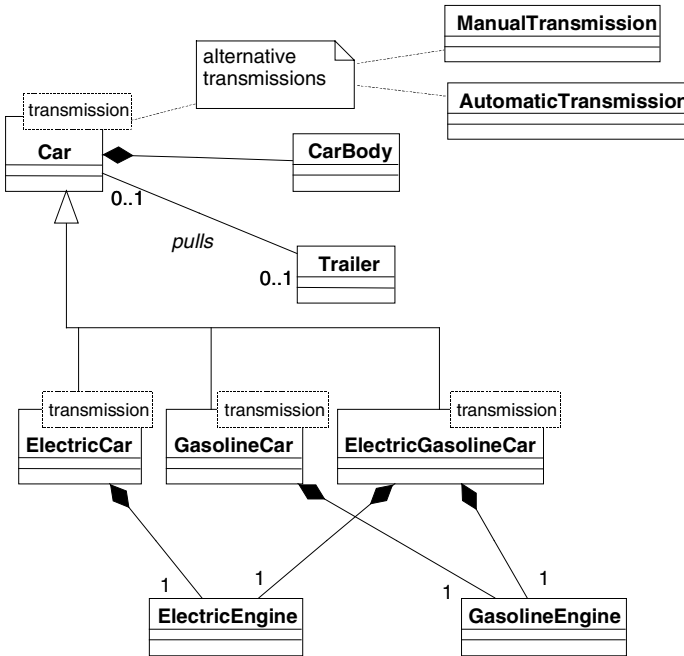 ManualTransmission
alternative
transmissions
AutomaticTransmission
transmission
Car
CarBody
0..1
pulls
Trailer
0..1
transmission
transmission
transmission
ElectricCar
GasolineCar
ElectricGasolineCar
1
1
1
1
ElectricEngine
GasolineEngine